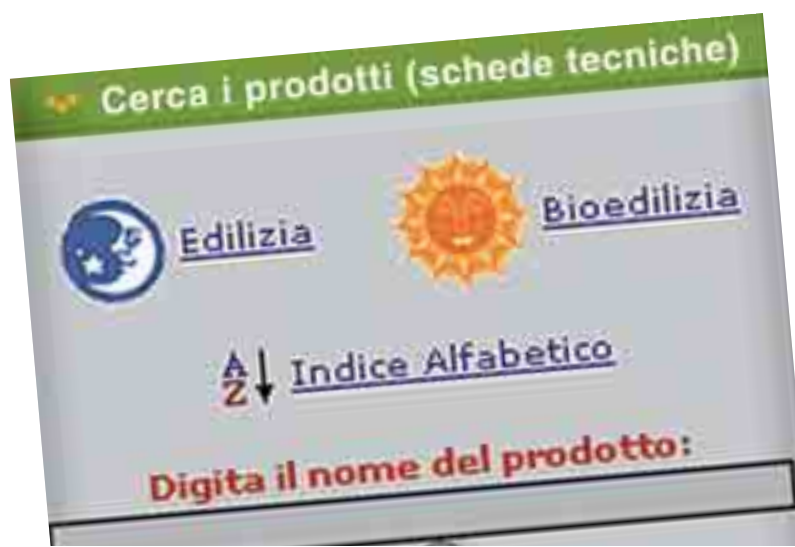 Cerca i prodotti (schede tecniche)
Edilizia
Bioedilizia
A
Z
Indice Alfabetico
Digita il nome del prodotto: